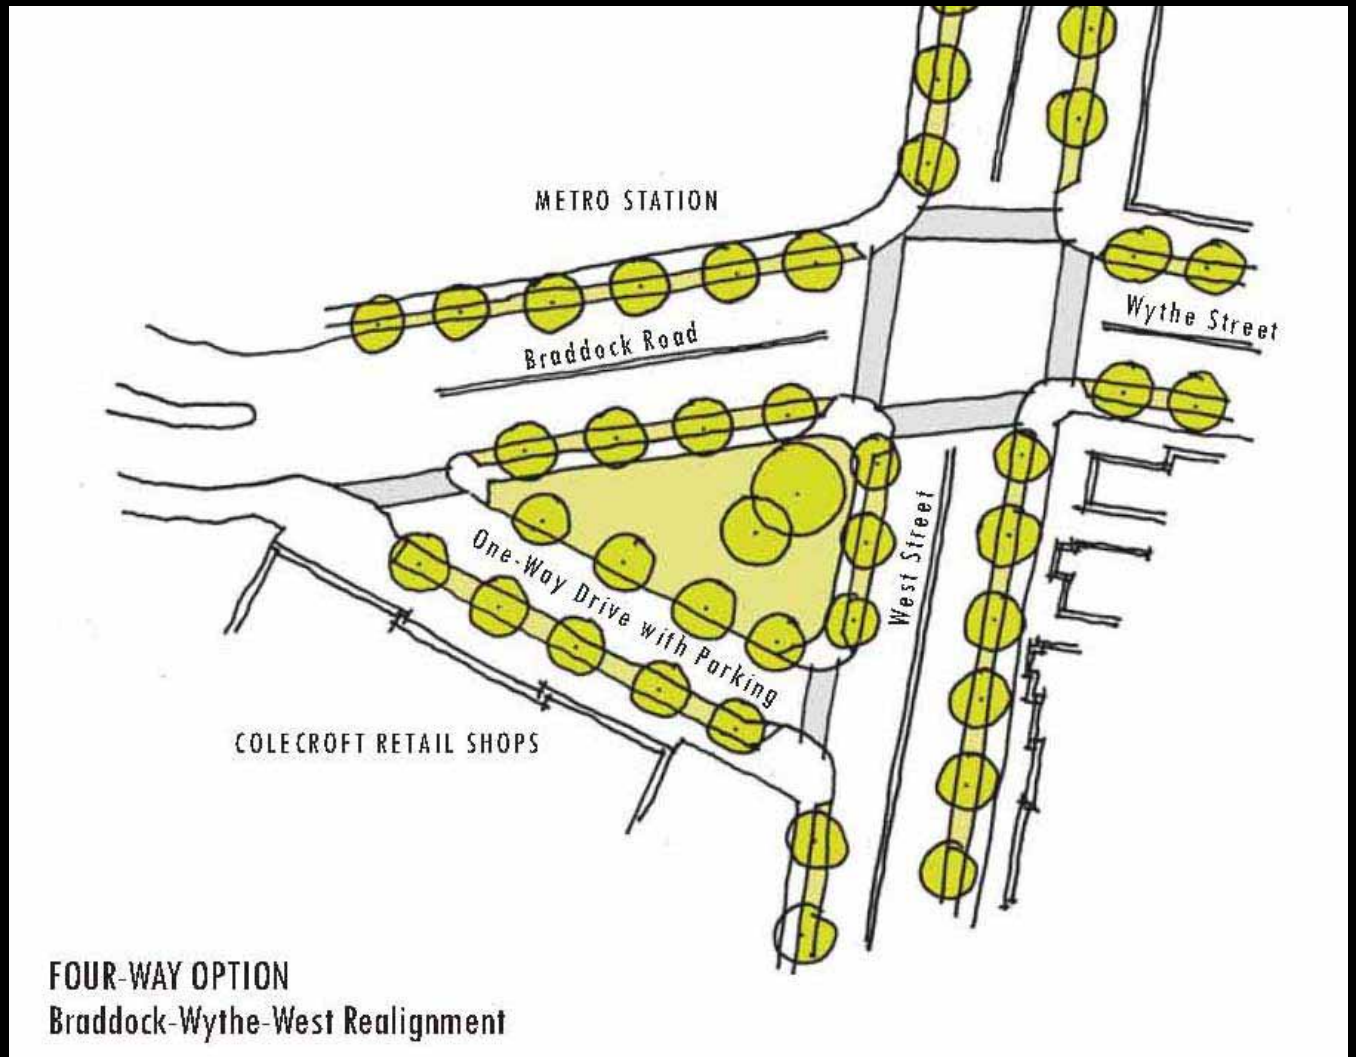 METRO STATION
Wythe Street
Braddock Road
West Street
One-Way Drive with Parking
COLECROFT RETAIL SHOPS
FOUR-WAY OPTION
Braddock-Wythe-West Realignment